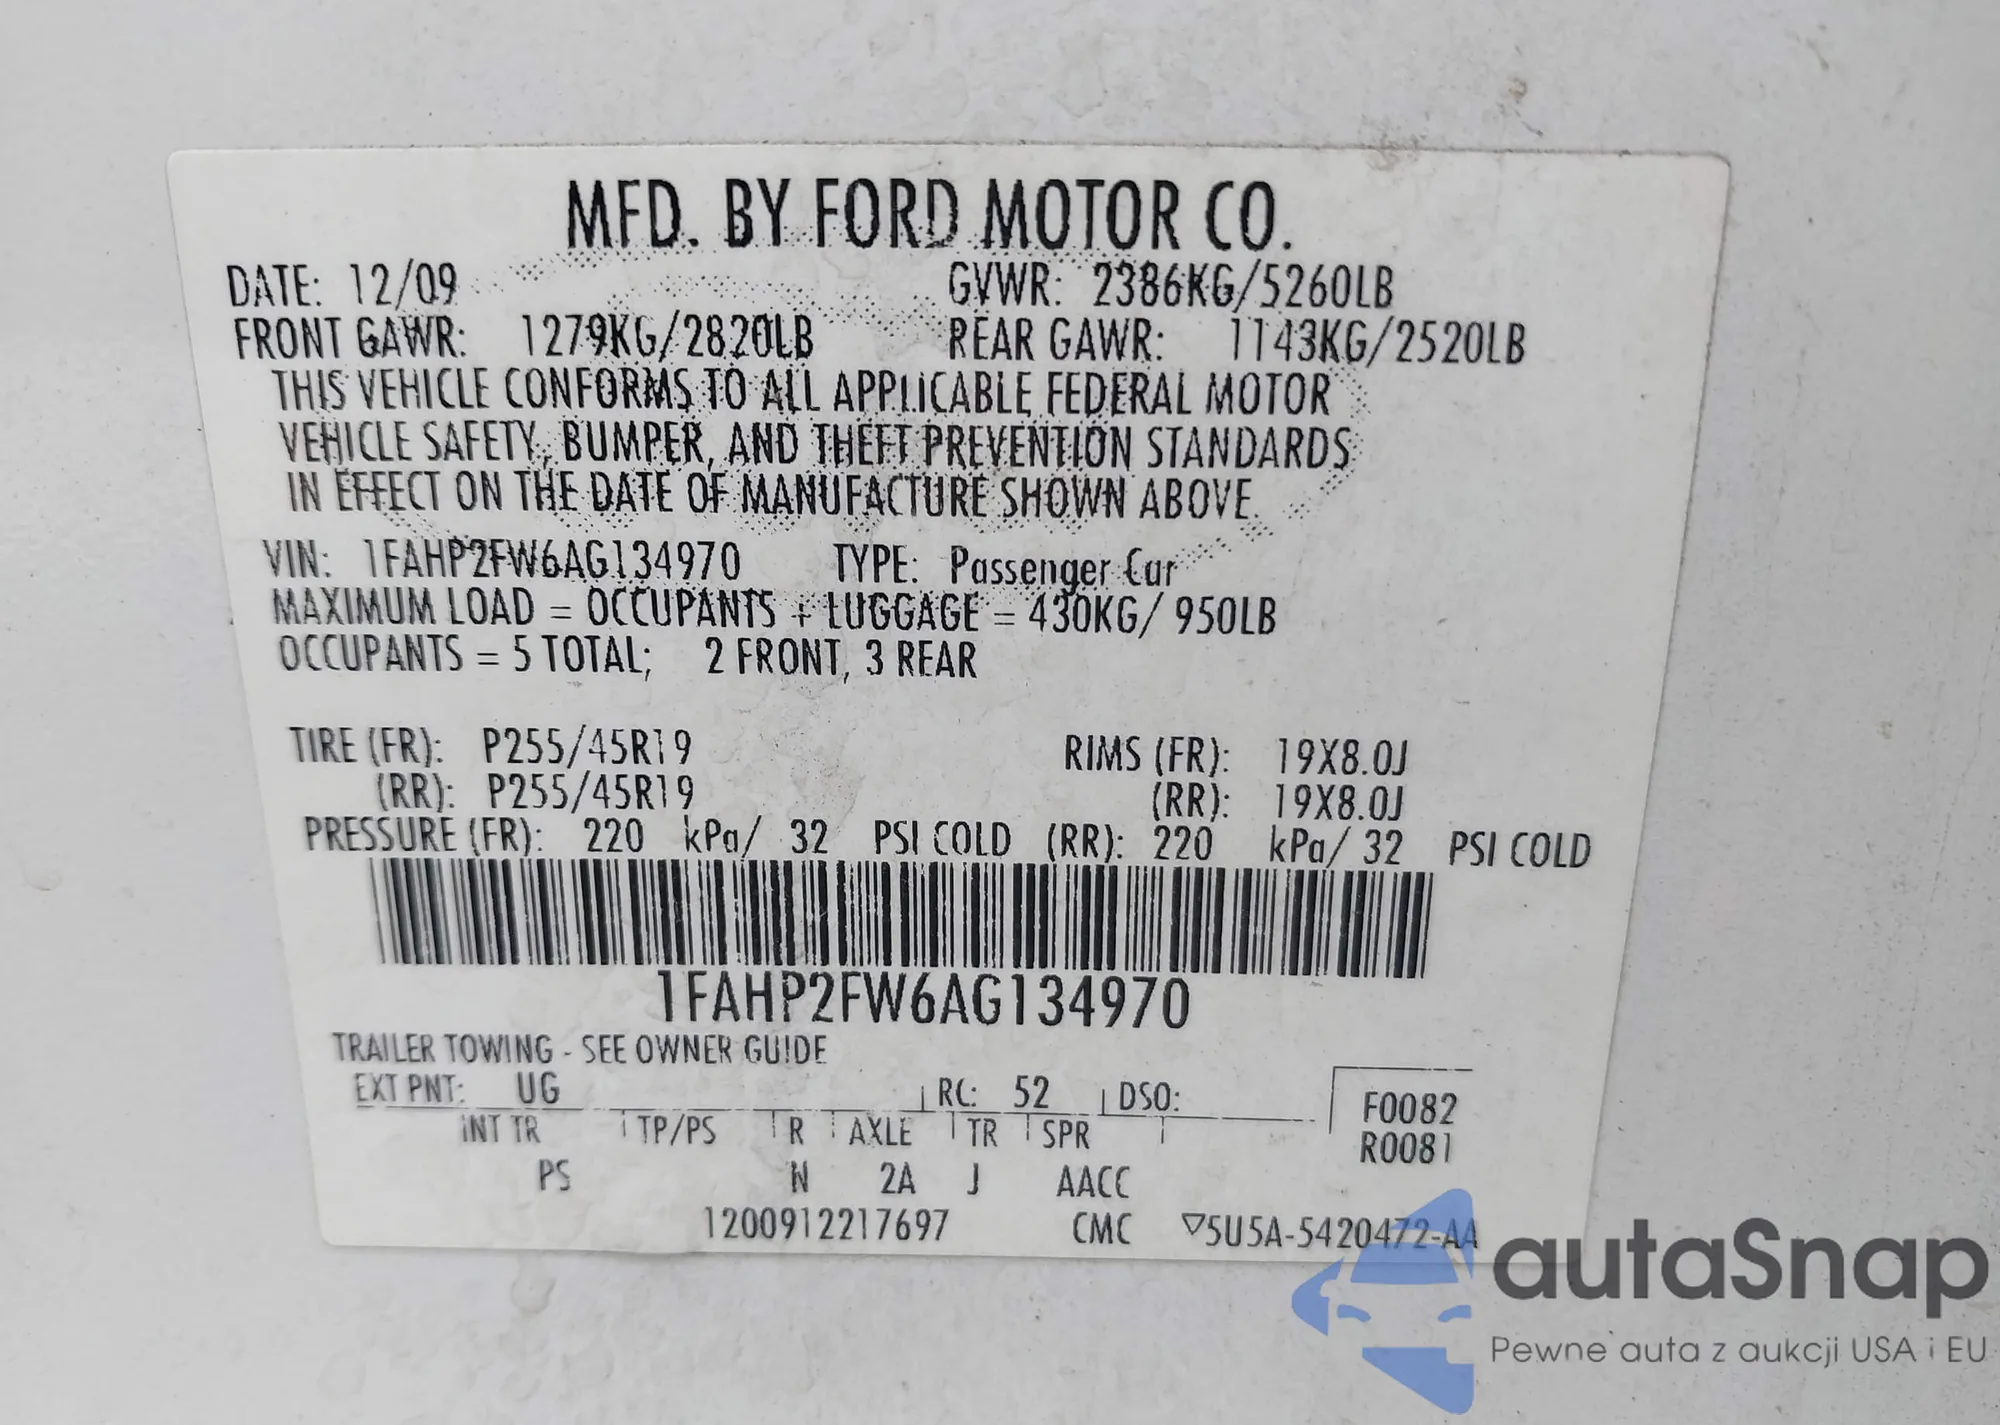 MFD. BY FORD MOTOR CO.
DATE: 12/09 GVWR: 2386KG/5260LB
FRONT GAWR: 1279KG/2820LB REAR GAWR: 1143KG/2520LB
THIS VEHICLE CONFORMS TO ALL APPLICABLE FEDERAL MOTOR
VEHICLE SAFETY, BUMPER, AND THEFT PREVENTION STANDARDS
IN EFFECT ON THE DATE OF MANUFACTURE SHOWN ABOVE.
VIN: 1FAHP2FW6AG134970 TYPE: Passenger Car
MAXIMUM LOAD = OCCUPANTS + LUGGAGE = 430KG/ 950LB
OCCUPANTS = 5 TOTAL; 2 FRONT, 3 REAR
TIRE (FR): P255/45R19 RIMS (FR): 19X8.0J
(RR): P255/45R19 (RR): 19X8.0J
PRESSURE (FR): 220 kPa/ 32 PSI COLD (RR): 220 kPa/ 32 PSI COLD
1FAHP2FW6AG134970
TRAILER TOWING - SEE OWNER GUIDE
EXT PNT: UG RC: 52 DSO: F0082
INT TR TP/PS R AXLE TR SPR R0081
PS N 2A J AACC
1200912217697 CMC ▽5U5A-5420472-AA
autaSnap
Pewne auta z aukcji USA i EU